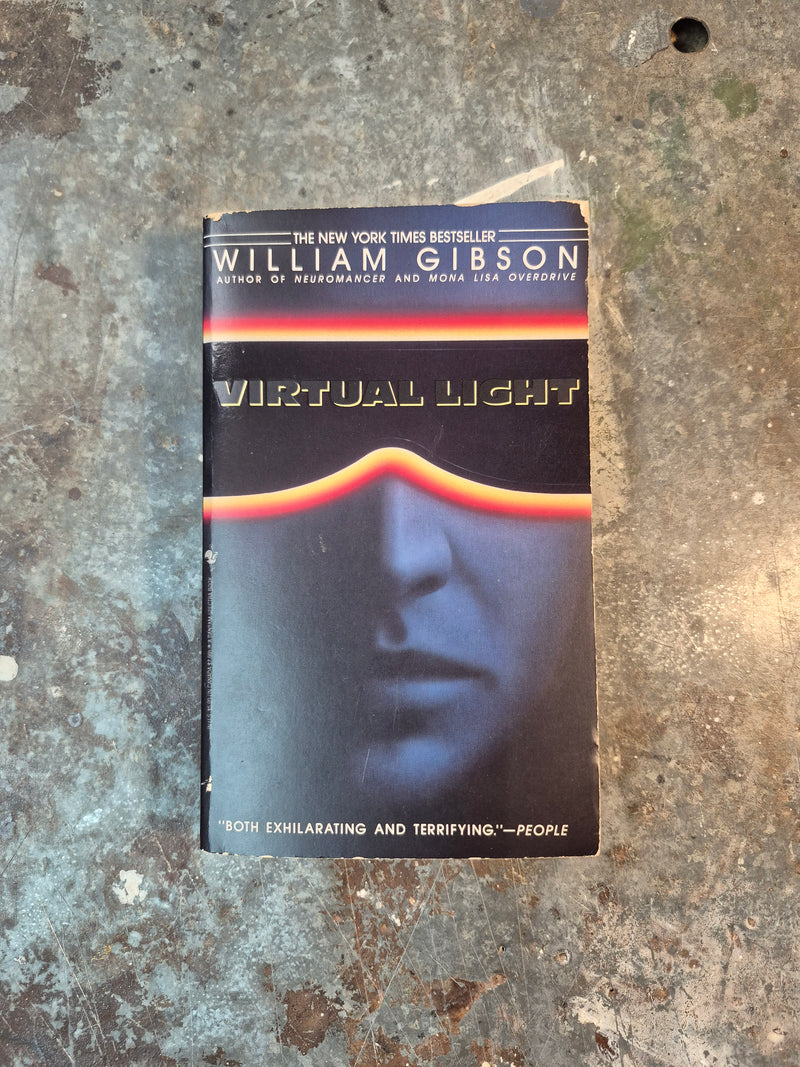 THE NEW YORK TIMES BESTSELLER
WILLIAM GIBSON
AUTHOR OF NEUROMANCER AND MONA LISA OVERDRIVE
VIRTUAL LIGHT
"BOTH EXHILARATING AND TERRIFYING."—PEOPLE